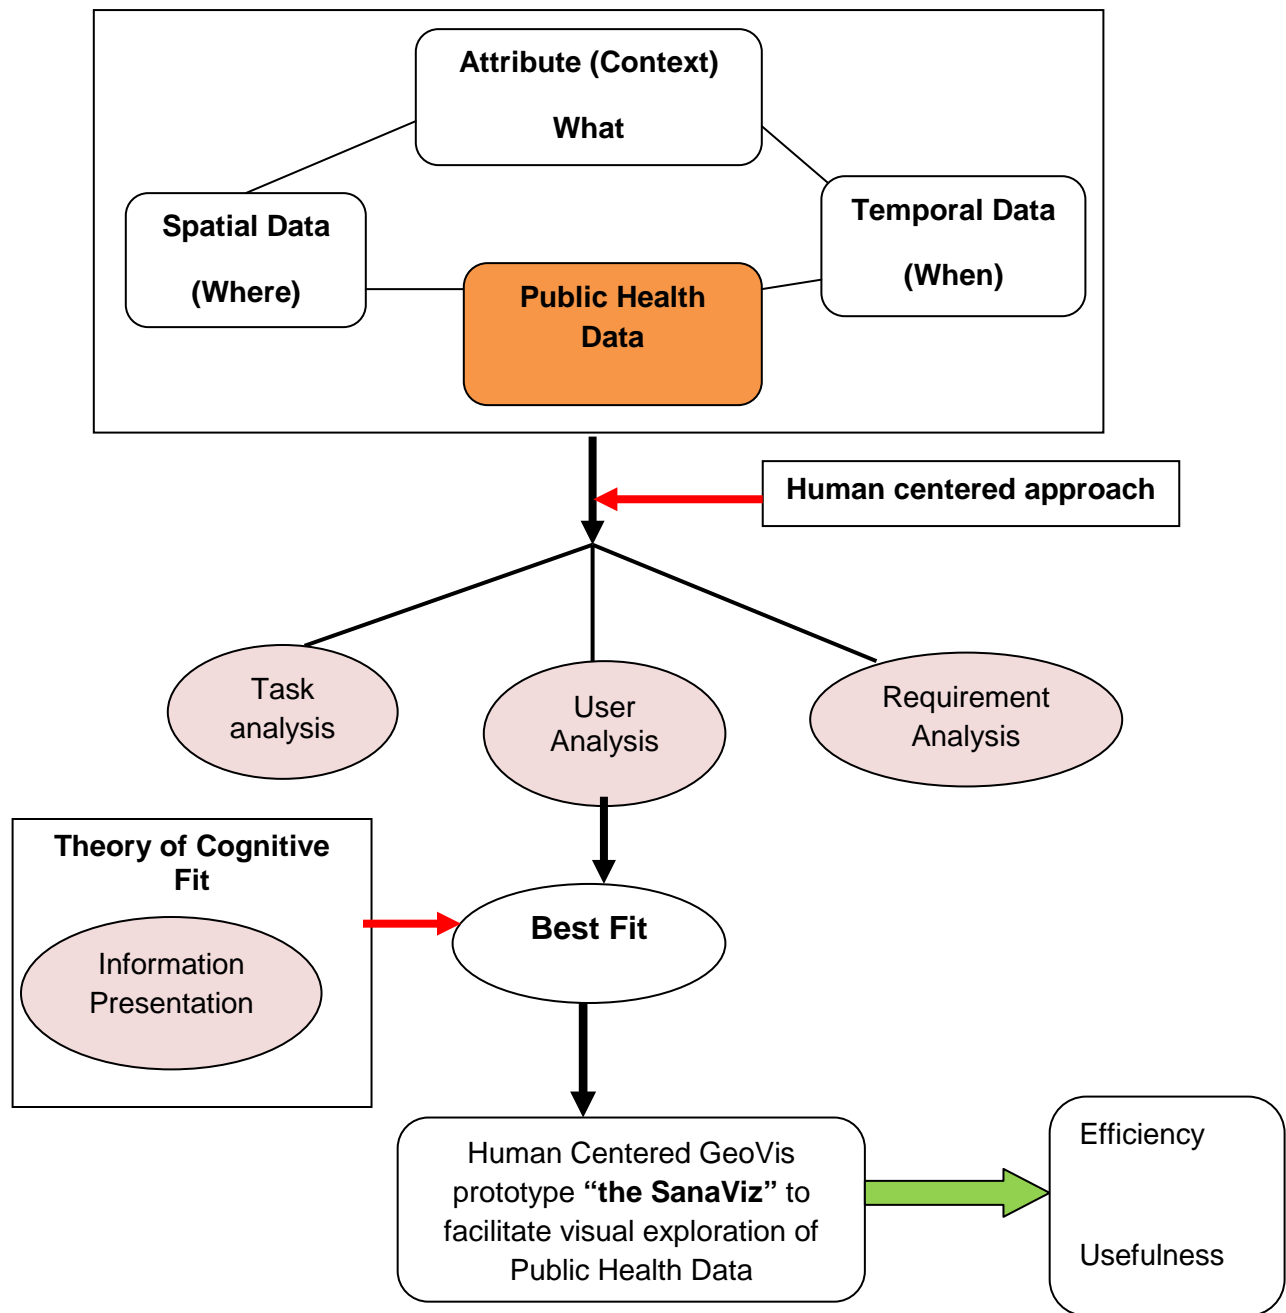 Attribute (Context)
What
Spatial Data
(Where)
Temporal Data
(When)
Public Health
Data
Human centered approach
Task
analysis
User
Analysis
Requirement
Analysis
Theory of Cognitive
Fit
Information
Presentation
Best Fit
Human Centered GeoVis
prototype “the SanaViz” to
facilitate visual exploration of
Public Health Data
Efficiency
Usefulness